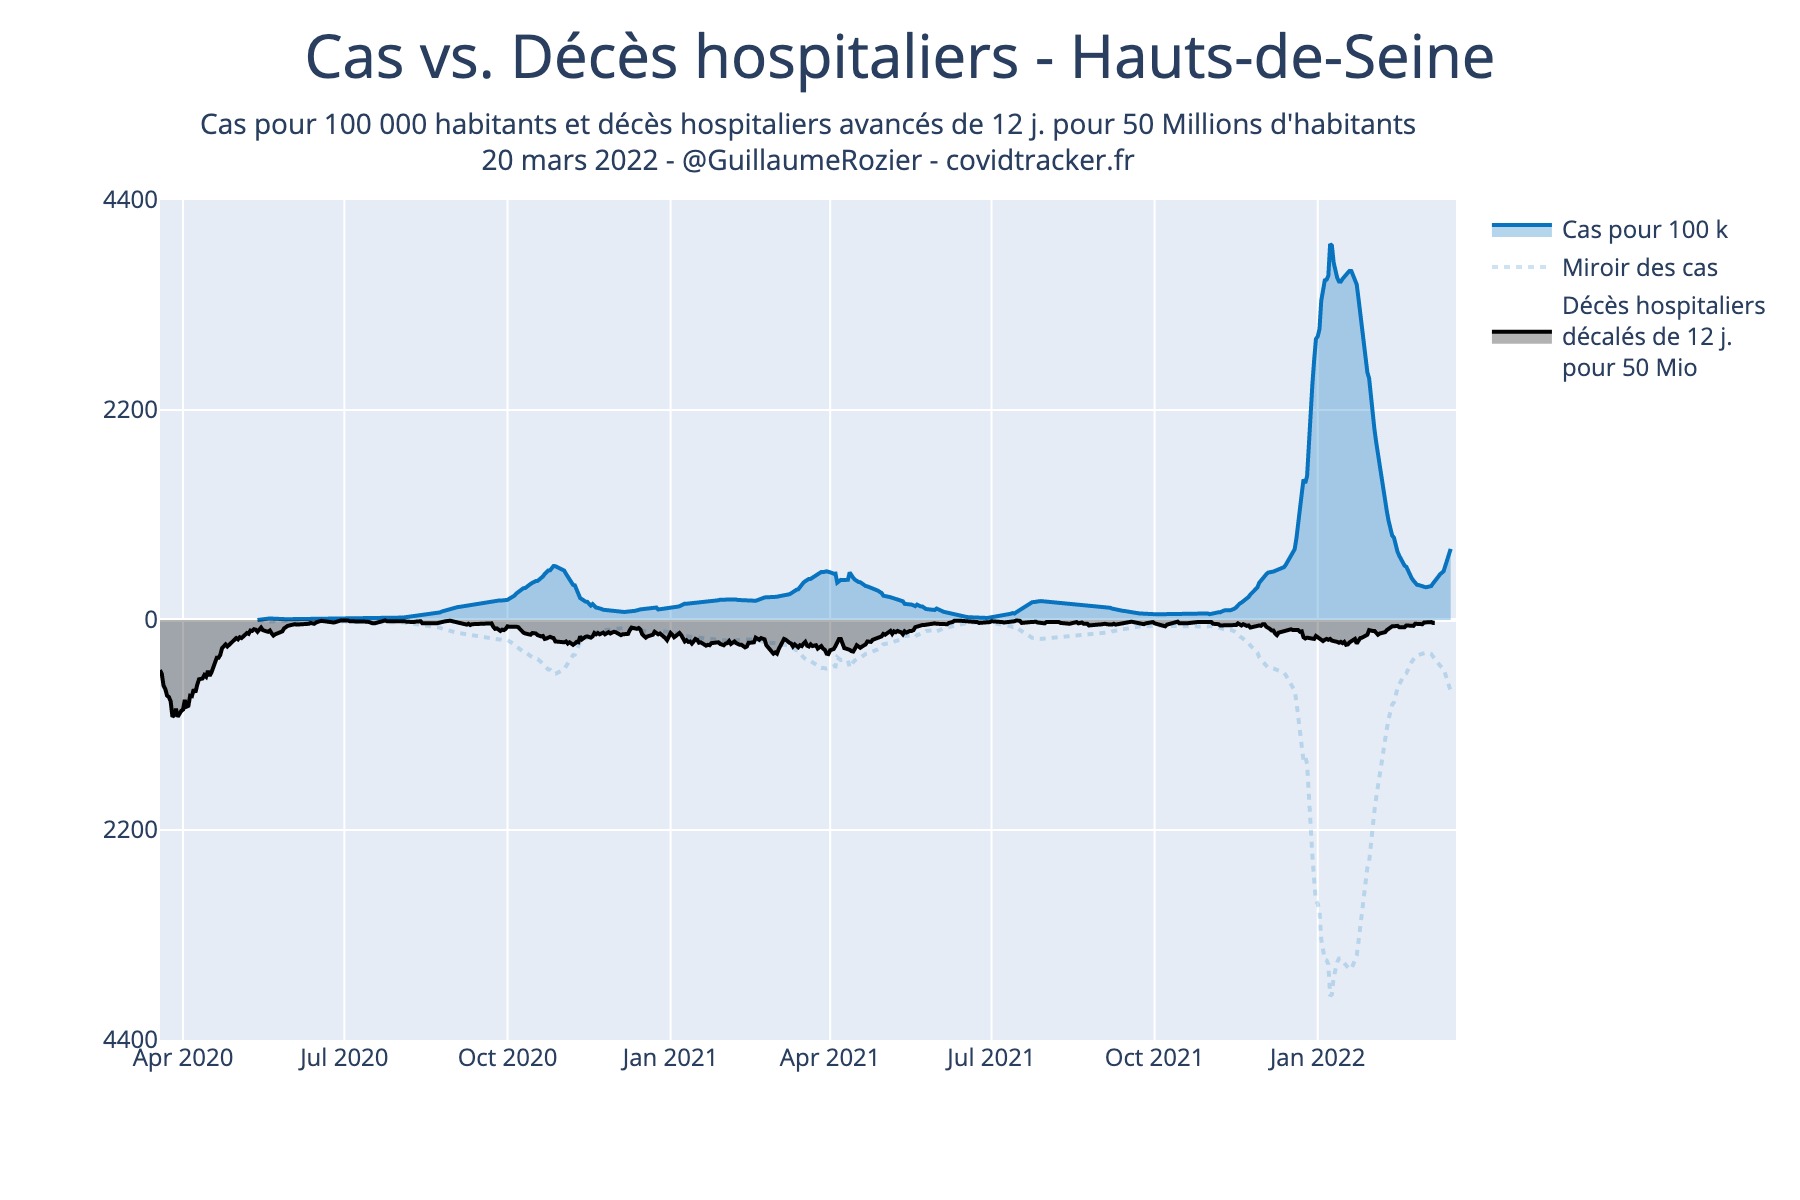 Cas vs. Décès hospitaliers - Hauts-de-Seine
Cas pour 100 000 habitants et décès hospitaliers avancés de 12 j. pour 50 Millions d'habitants
20 mars 2022 - @GuillaumeRozier - covidtracker.fr
4400
2200
0
2200
4400
Apr 2020
Jul 2020
Oct 2020
Jan 2021
Apr 2021
Jul 2021
Oct 2021
Jan 2022
Cas pour 100 k
Miroir des cas
Décès hospitaliers
décalés de 12 j.
pour 50 Mio